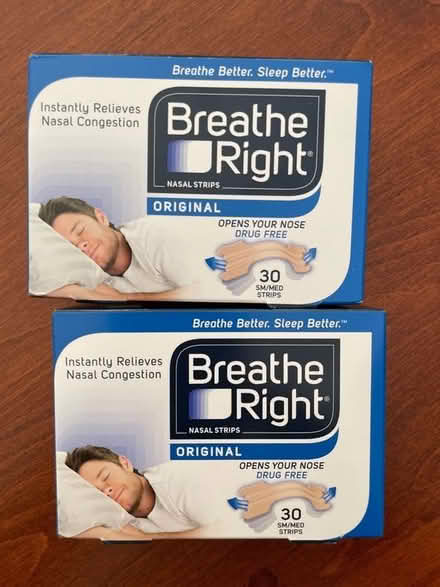 Breathe Better. Sleep Better.™
Instantly Relieves
Nasal Congestion
Breathe
Right®
NASAL STRIPS
ORIGINAL
OPENS YOUR NOSE
DRUG FREE
30
SM/MED
STRIPS
Breathe Better. Sleep Better.™
Instantly Relieves
Nasal Congestion
Breathe
Right®
NASAL STRIPS
ORIGINAL
OPENS YOUR NOSE
DRUG FREE
30
SM/MED
STRIPS